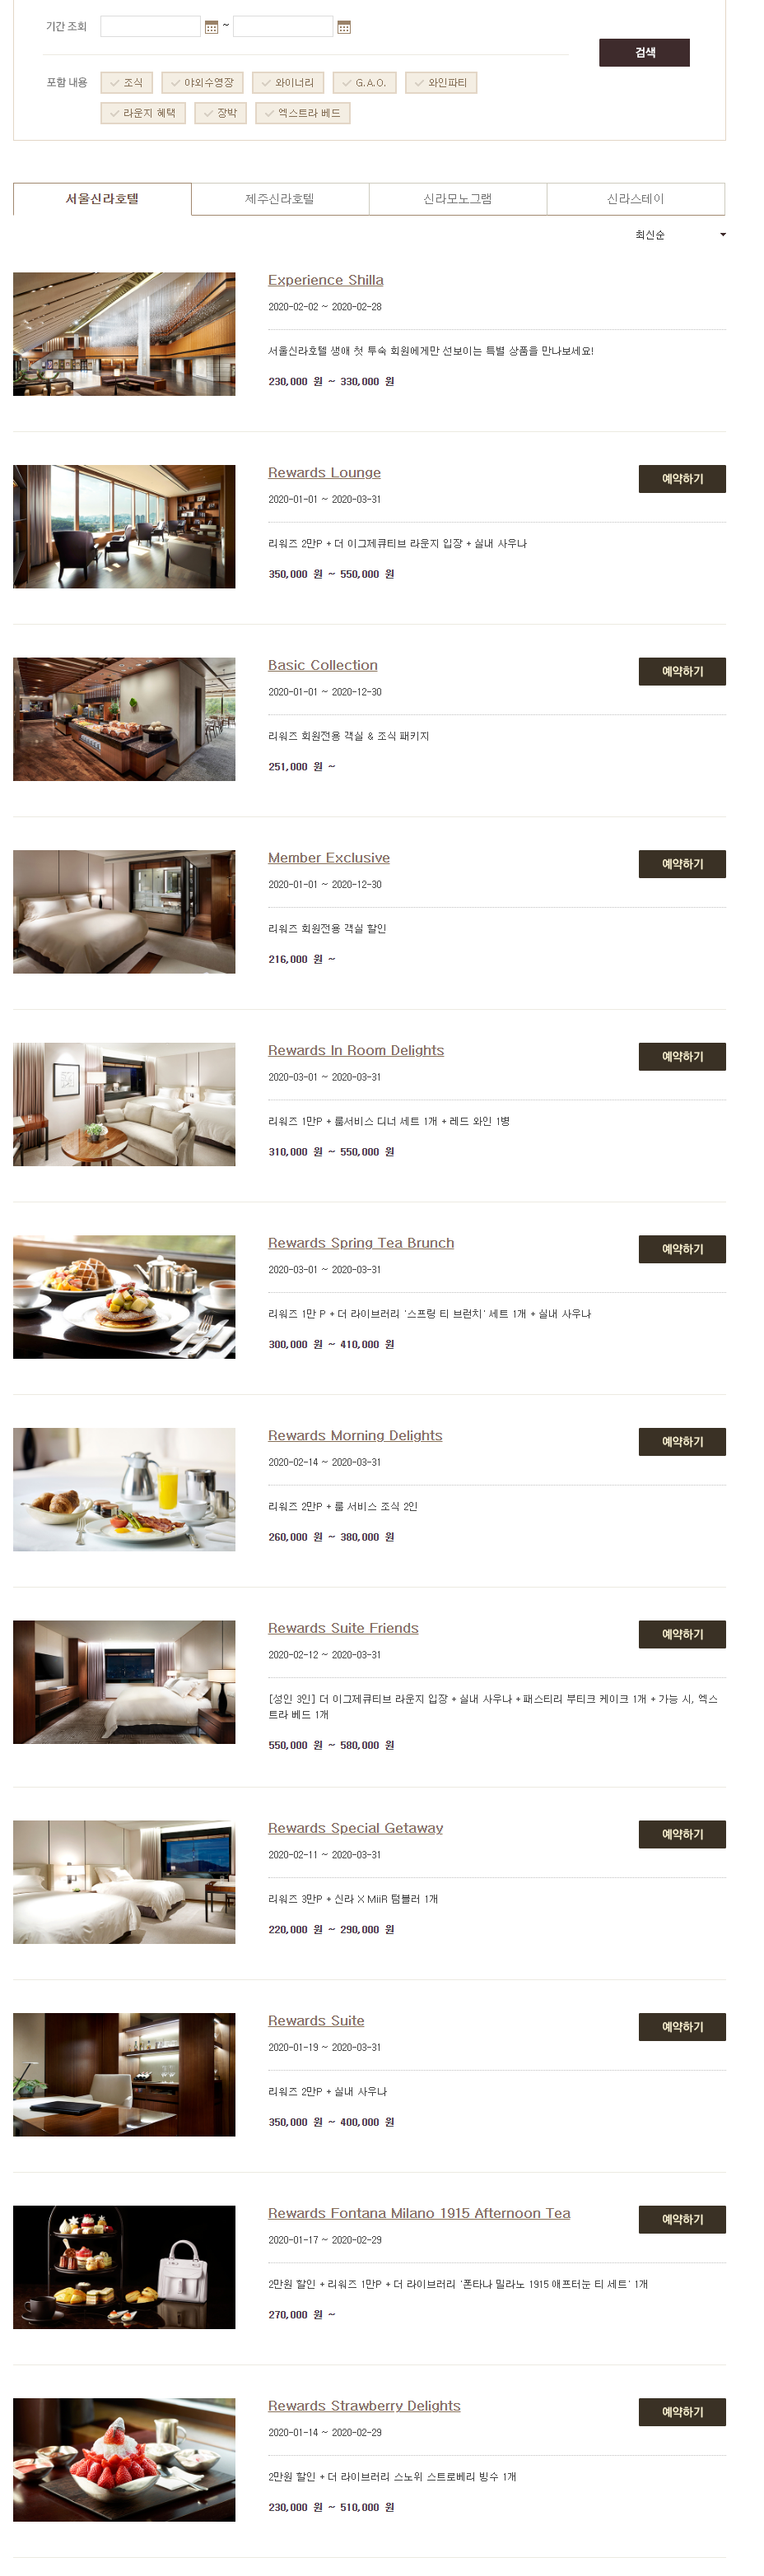 기간 조회
~
검색
포함 내용
조식
야외수영장
와이너리
G.A.O.
와인파티
라운지 혜택
장박
엑스트라 베드
서울신라호텔
제주신라호텔
신라모노그램
신라스테이
최신순
Experience Shilla
2020-02-02 ~ 2020-02-28
서울신라호텔 생애 첫 투숙 회원에게만 선보이는 특별 상품을 만나보세요!
230,000 원 ~ 330,000 원
Rewards Lounge
예약하기
2020-01-01 ~ 2020-03-31
리워즈 2만P + 더 이그제큐티브 라운지 입장 + 실내 사우나
350,000 원 ~ 550,000 원
Basic Collection
예약하기
2020-01-01 ~ 2020-12-30
리워즈 회원전용 객실 & 조식 패키지
251,000 원 ~
Member Exclusive
예약하기
2020-01-01 ~ 2020-12-30
리워즈 회원전용 객실 할인
216,000 원 ~
Rewards In Room Delights
예약하기
2020-03-01 ~ 2020-03-31
리워즈 1만P + 룸서비스 디너 세트 1개 + 레드 와인 1병
310,000 원 ~ 550,000 원
Rewards Spring Tea Brunch
예약하기
2020-03-01 ~ 2020-03-31
리워즈 1만 P + 더 라이브러리 '스프링 티 브런치' 세트 1개 + 실내 사우나
300,000 원 ~ 410,000 원
Rewards Morning Delights
예약하기
2020-02-14 ~ 2020-03-31
리워즈 2만P + 룸 서비스 조식 2인
260,000 원 ~ 380,000 원
Rewards Suite Friends
예약하기
2020-02-12 ~ 2020-03-31
[성인 3인] 더 이그제큐티브 라운지 입장 + 실내 사우나 + 패스티리 부티크 케이크 1개 + 가능 시, 엑스
트라 베드 1개
550,000 원 ~ 580,000 원
Rewards Special Getaway
예약하기
2020-02-11 ~ 2020-03-31
리워즈 3만P + 신라 X MiiR 텀블러 1개
220,000 원 ~ 290,000 원
Rewards Suite
예약하기
2020-01-19 ~ 2020-03-31
리워즈 2만P + 실내 사우나
350,000 원 ~ 400,000 원
Rewards Fontana Milano 1915 Afternoon Tea
예약하기
2020-01-17 ~ 2020-02-29
2만원 할인 + 리워즈 1만P + 더 라이브러리 '폰타나 밀라노 1915 애프터눈 티 세트' 1개
270,000 원 ~
Rewards Strawberry Delights
예약하기
2020-01-14 ~ 2020-02-29
2만원 할인 + 더 라이브러리 스노위 스트로베리 빙수 1개
230,000 원 ~ 510,000 원